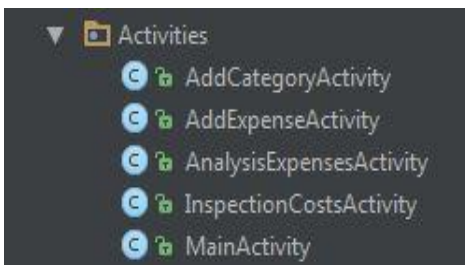 Activities
AddCategoryActivity
AddExpenseActivity
AnalysisExpensesActivity
InspectionCostsActivity
MainActivity